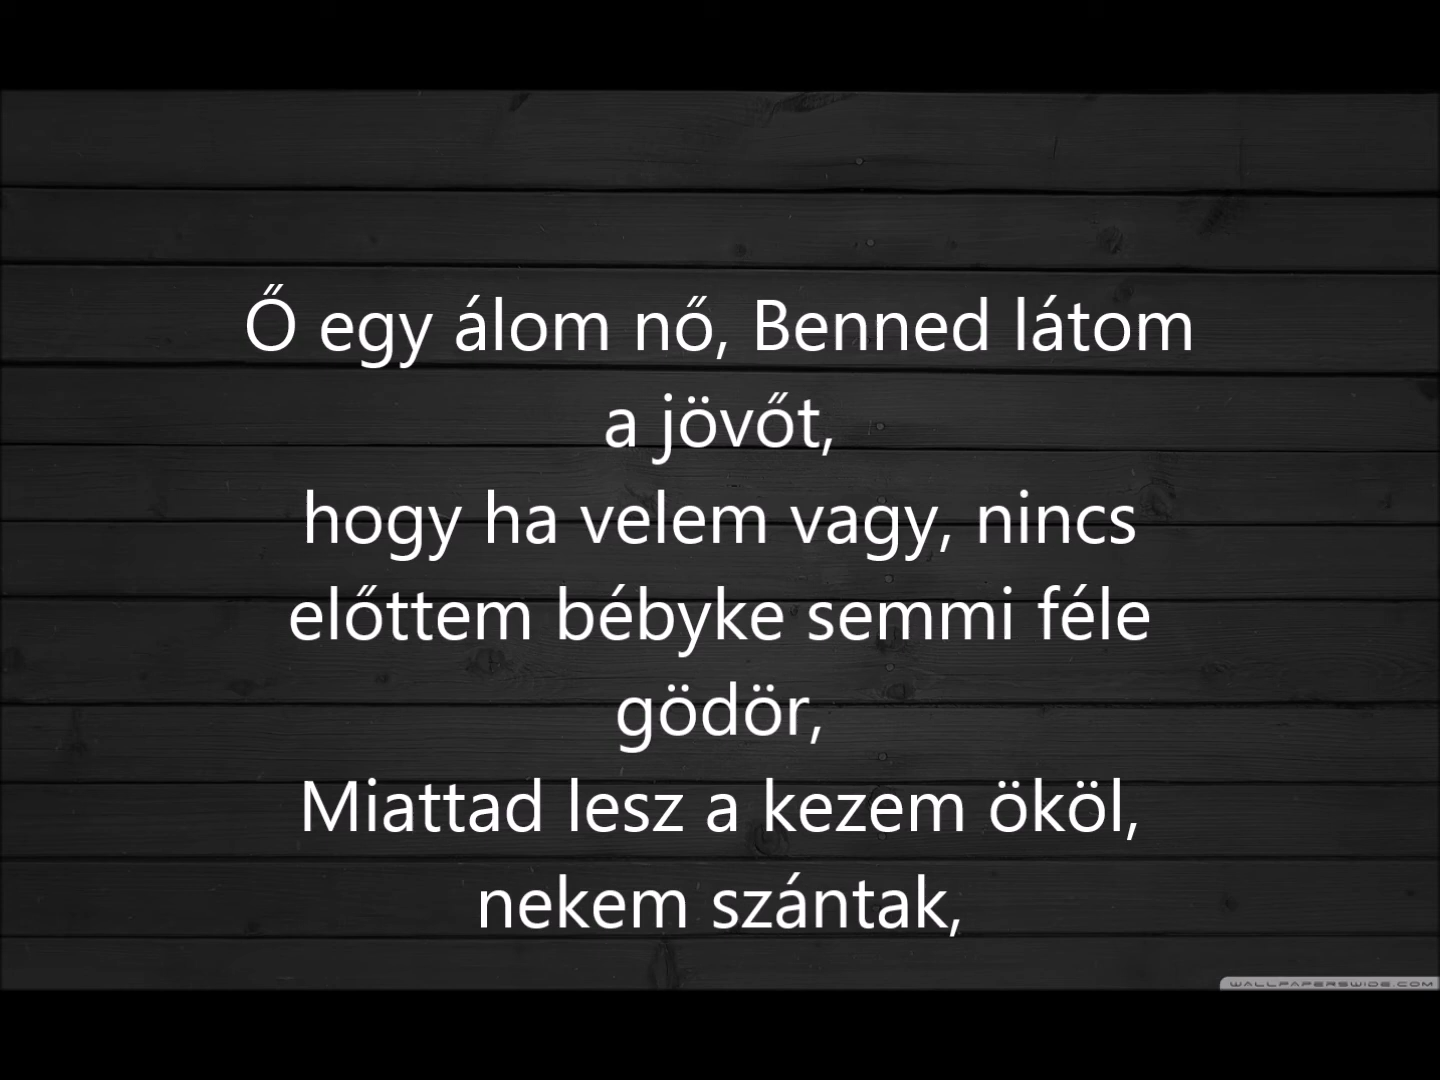 Ő egy álom nő, Benned látom
a jövőt,
hogy ha velem vagy, nincs
előttem bébyke semmi féle
gödör,
Miattad lesz a kezem ököl,
nekem szántak,
WALLPAPERSWIDE.COM